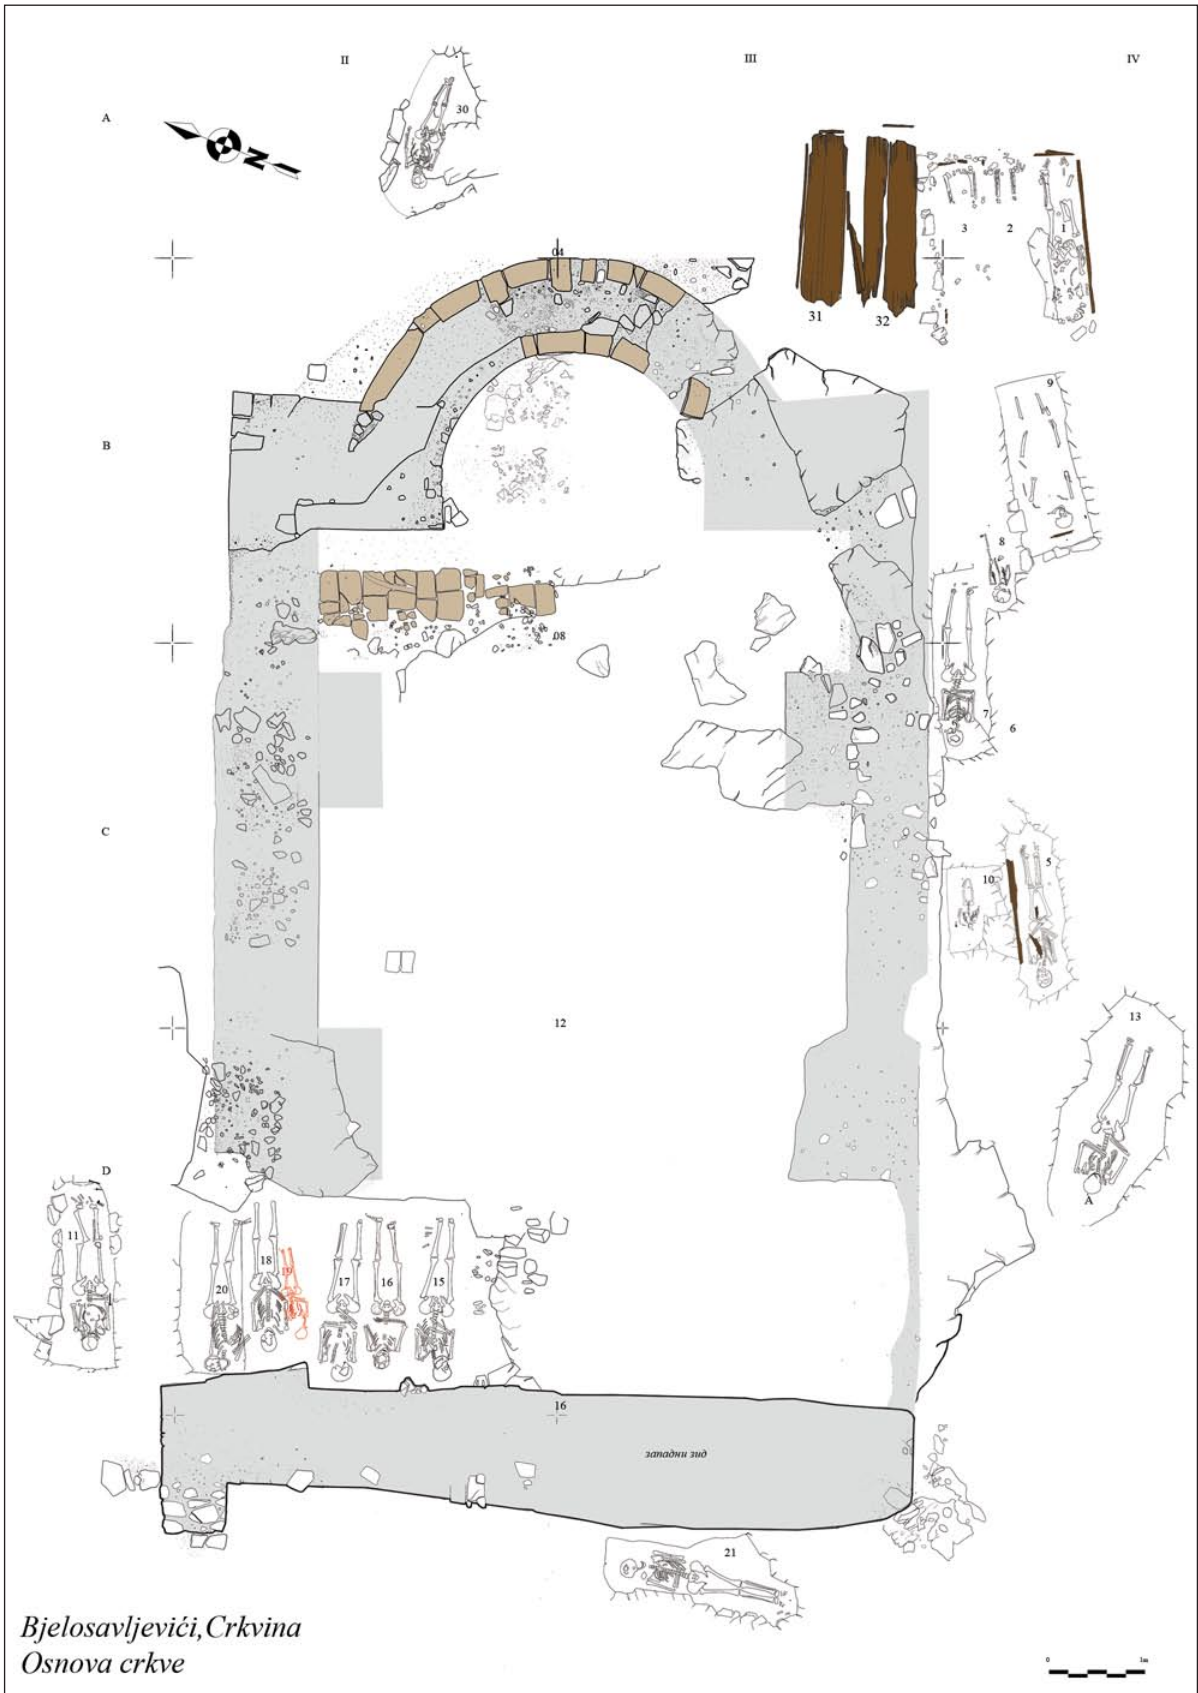 II
III
IV
A
30
N
04
3
2
1
31
32
9
B
8
08
7
6
C
5
10
12
13
A
D
11
18
19
20
17
16
15
16
западни зид
21
Bjelosavljevići,Crkvina
Osnova crkve
0
1m